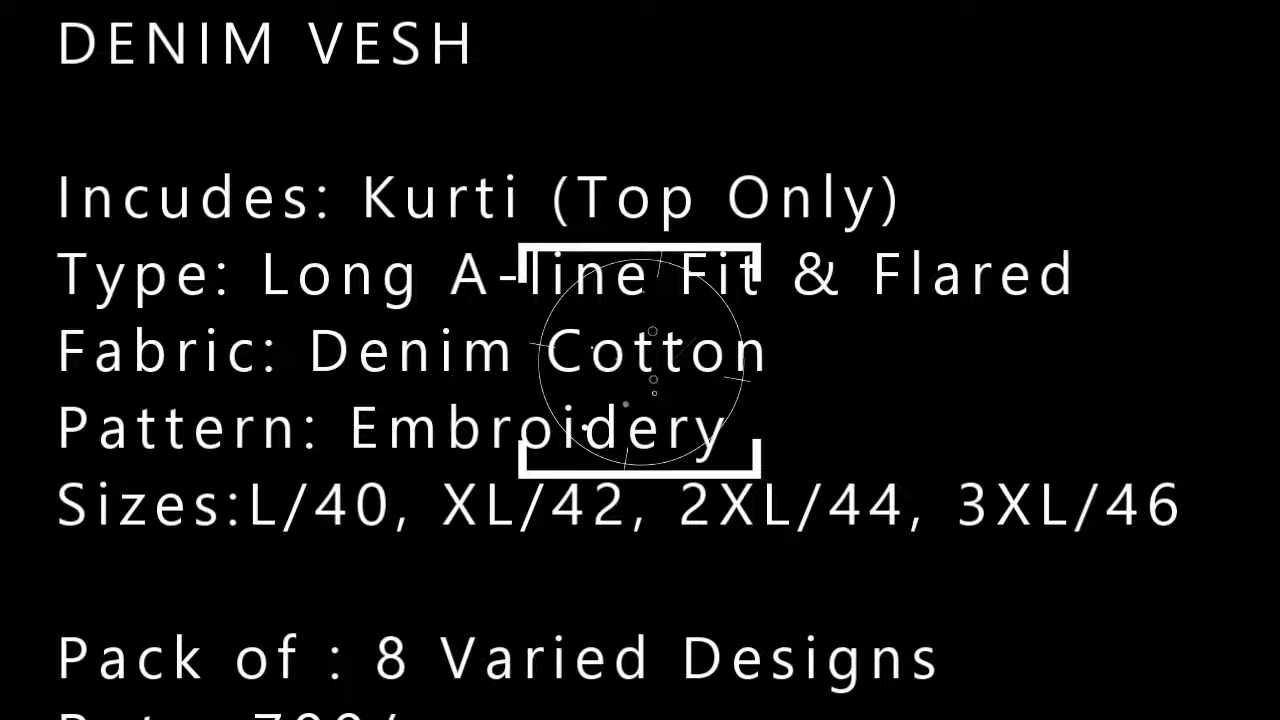 DENIM VESH
Incudes: Kurti (Top Only)
Type: Long A-line Fit & Flared
Fabric: Denim Cotton
Pattern: Embroidery
Sizes:L/40, XL/42, 2XL/44, 3XL/46
Pack of : 8 Varied Designs